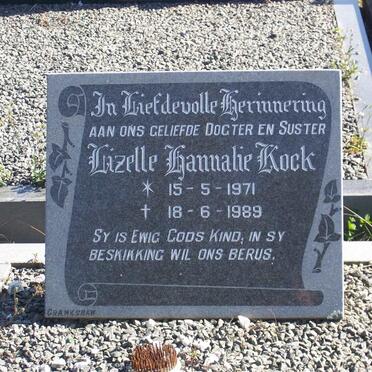 In Liefdevolle Herinnering
AAN ONS GELIEFDE DOGTER EN SUSTER
Lizelle Hannalie Kock
* 15-5-1971
† 18-6-1989
SY IS EWIG GODS KIND, IN SY
BESKIKKING WIL ONS BERUS.
CRANKSHAW